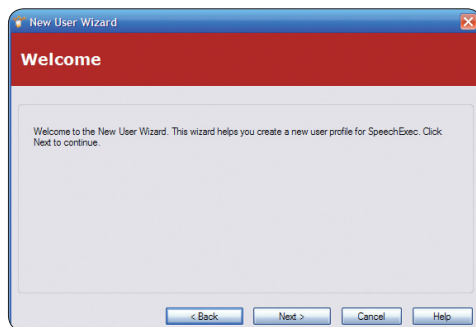 New User Wizard
Welcome
Welcome to the New User Wizard. This wizard helps you create a new user profile for SpeechExec. Click
Next to continue.
< Back Next > Cancel Help